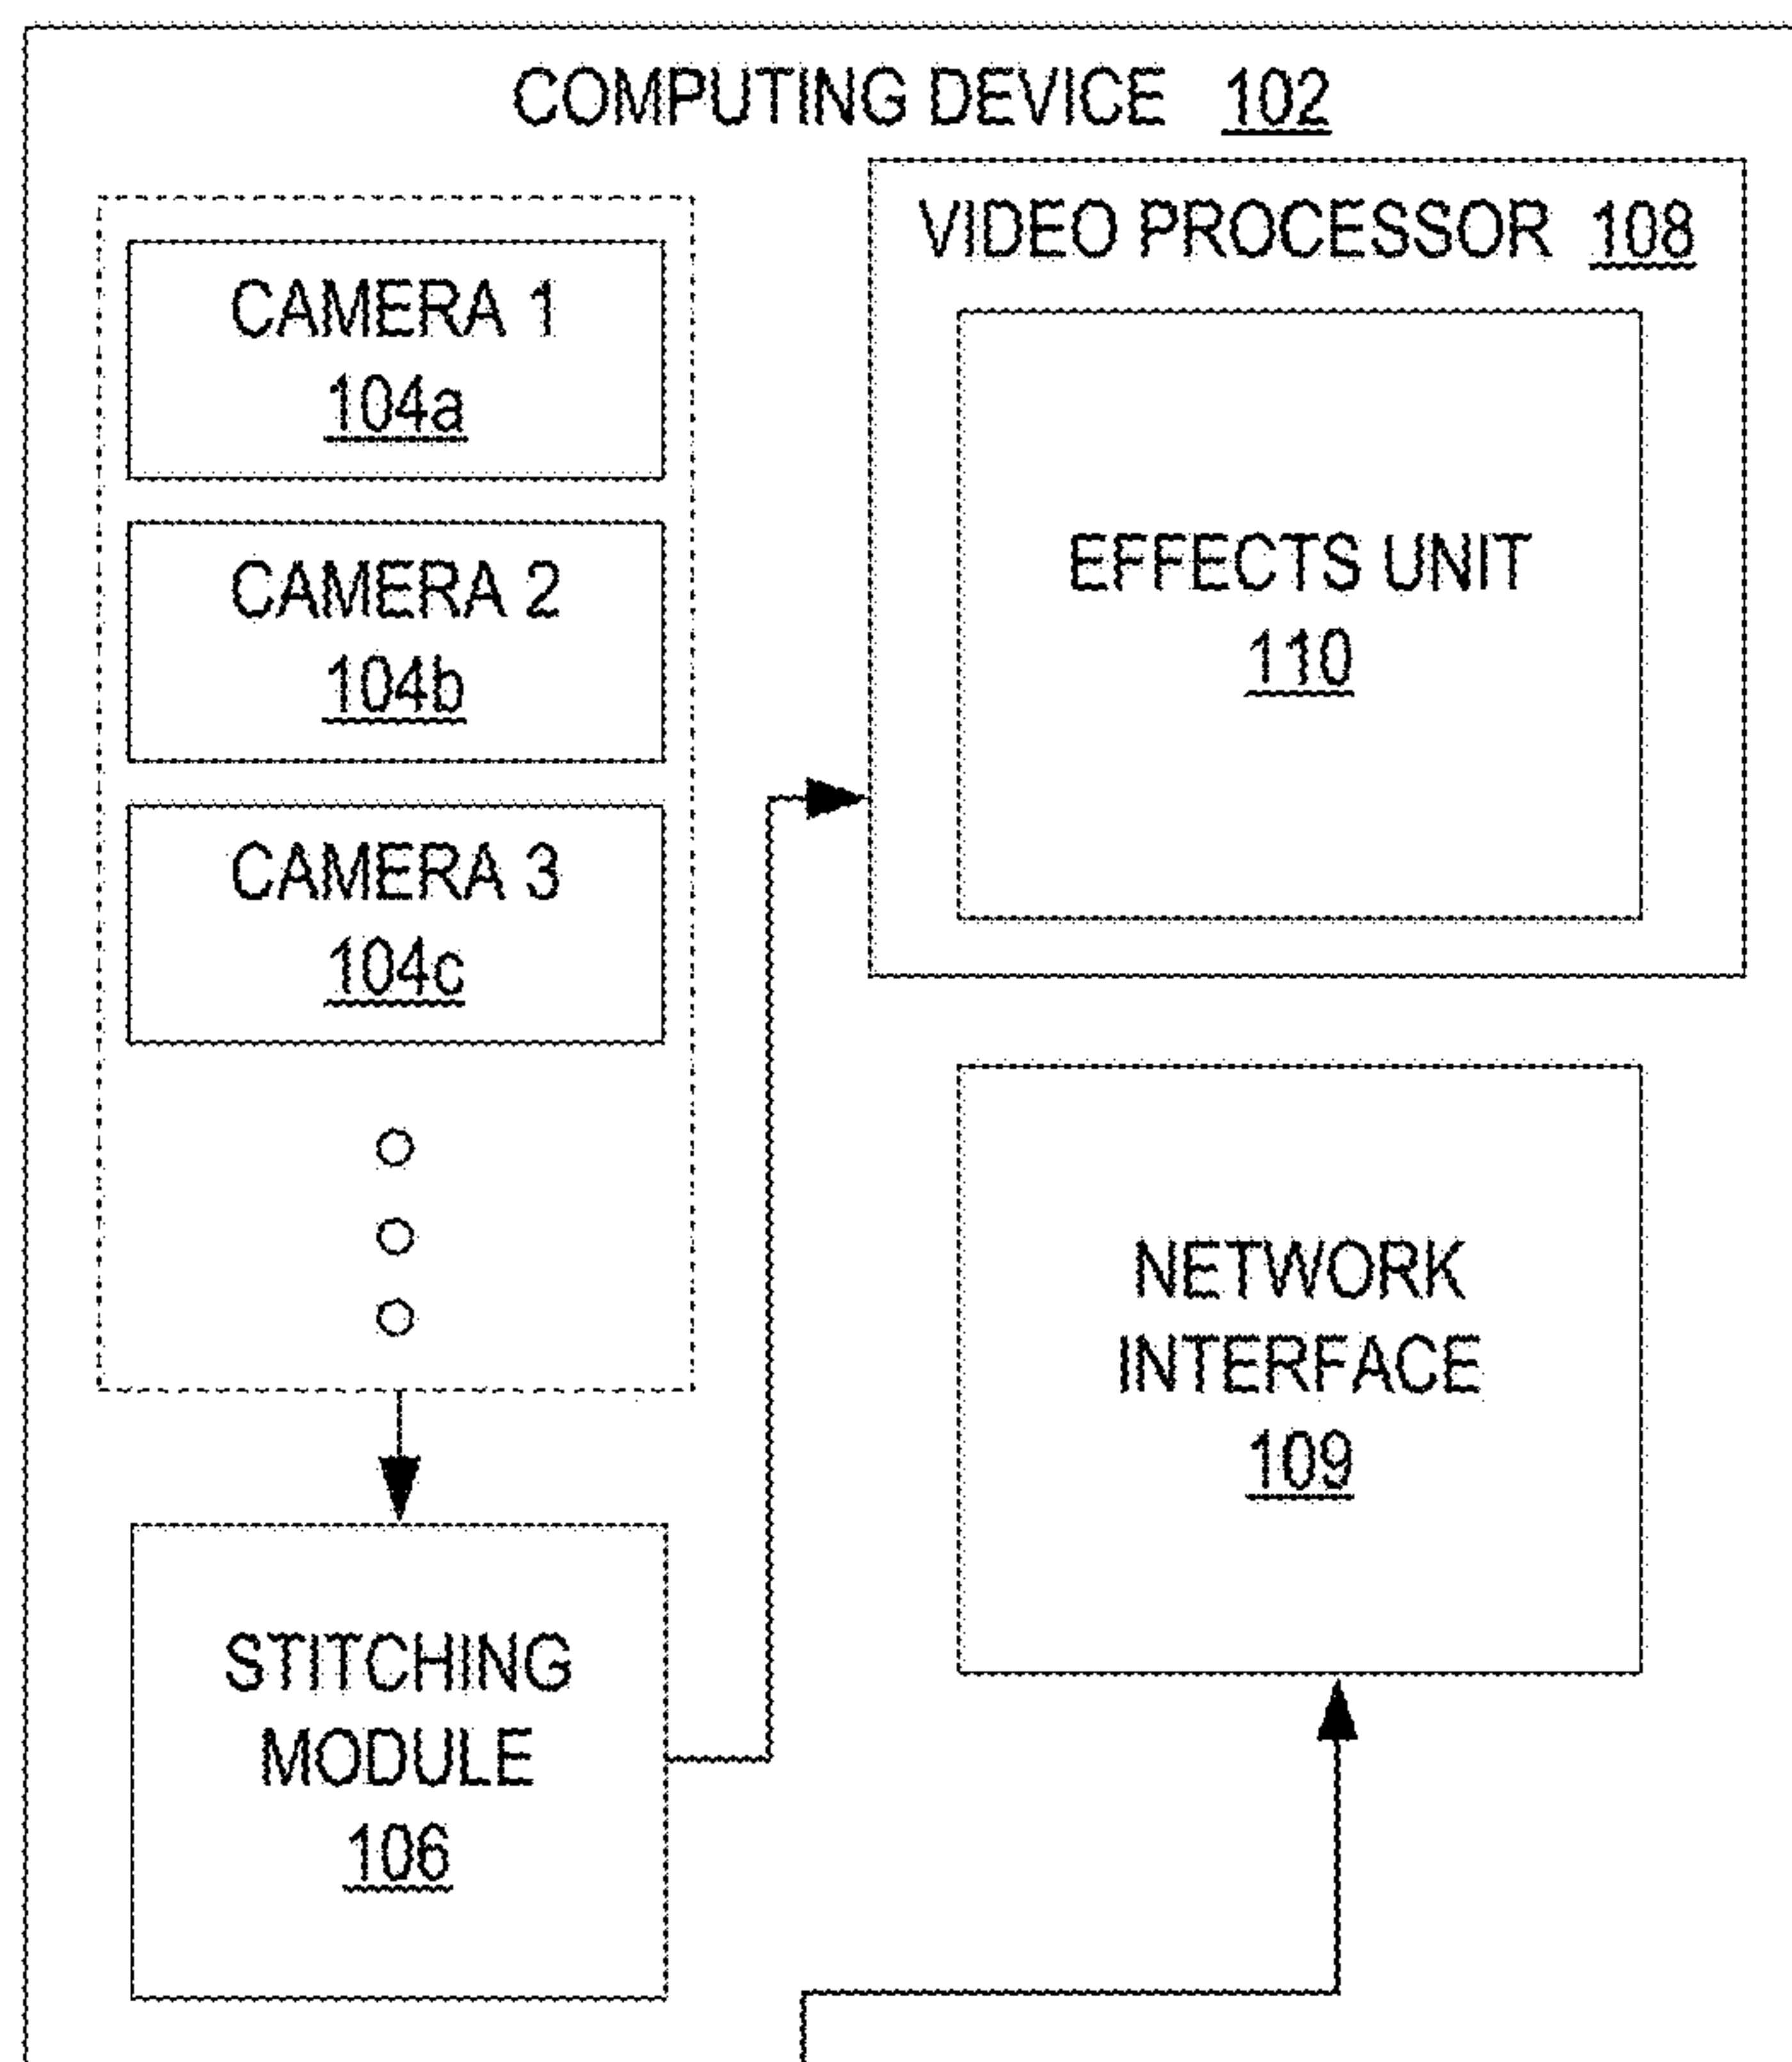 COMPUTING DEVICE 102
CAMERA 1
104a
CAMERA 2
104b
CAMERA 3
104c
STITCHING
MODULE
106
VIDEO PROCESSOR 108
EFFECTS UNIT
110
NETWORK
INTERFACE
109